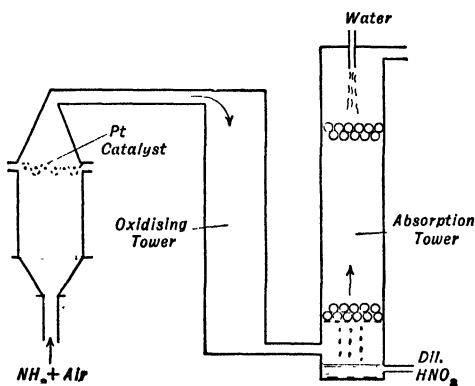 Water
Pt
Catalyst
Oxidising
Tower
Absorption
Tower
NH₃ + Air
Dil.
HNO₃